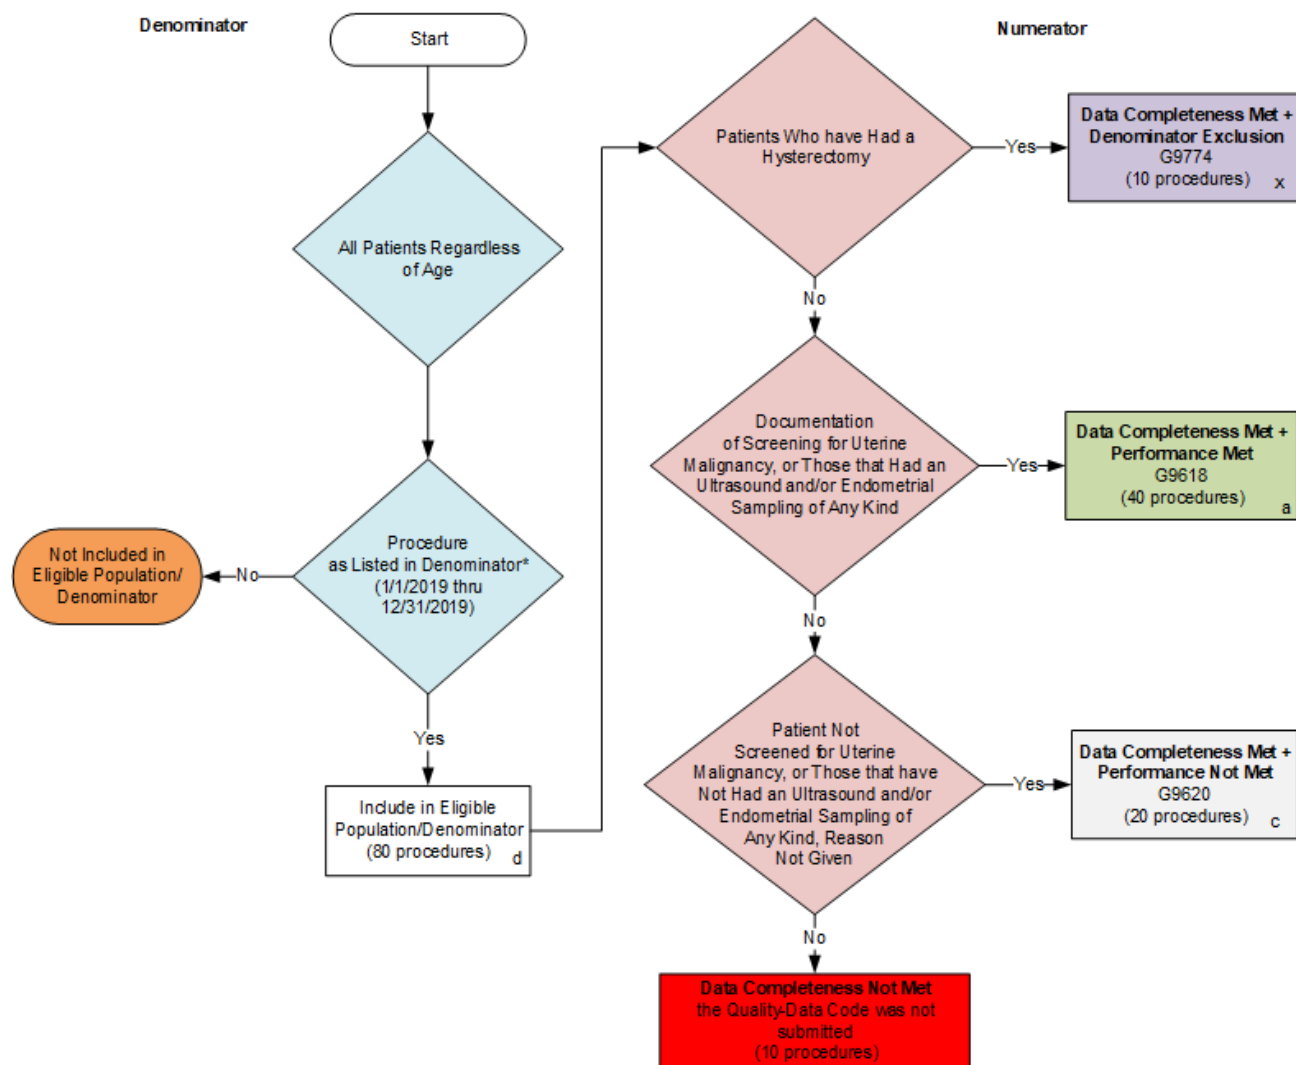 Denominator
Start
All Patients Regardless
of Age
Procedure
as Listed in Denominator*
(1/1/2019 thru
12/31/2019)
No
Not Included in
Eligible Population/
Denominator
Yes
Include in Eligible
Population/Denominator
(80 procedures)
d
Numerator
Patients Who have Had a
Hysterectomy
Yes
Data Completeness Met +
Denominator Exclusion
G9774
(10 procedures)
x
No
Documentation
of Screening for Uterine
Malignancy, or Those that Had an
Ultrasound and/or Endometrial
Sampling of Any Kind
Yes
Data Completeness Met +
Performance Met
G9618
(40 procedures)
a
No
Patient Not
Screened for Uterine
Malignancy, or Those that have
Not Had an Ultrasound and/or
Endometrial Sampling of
Any Kind, Reason
Not Given
Yes
Data Completeness Met +
Performance Not Met
G9620
(20 procedures)
c
No
Data Completeness Not Met
the Quality-Data Code was not
submitted
(10 procedures)